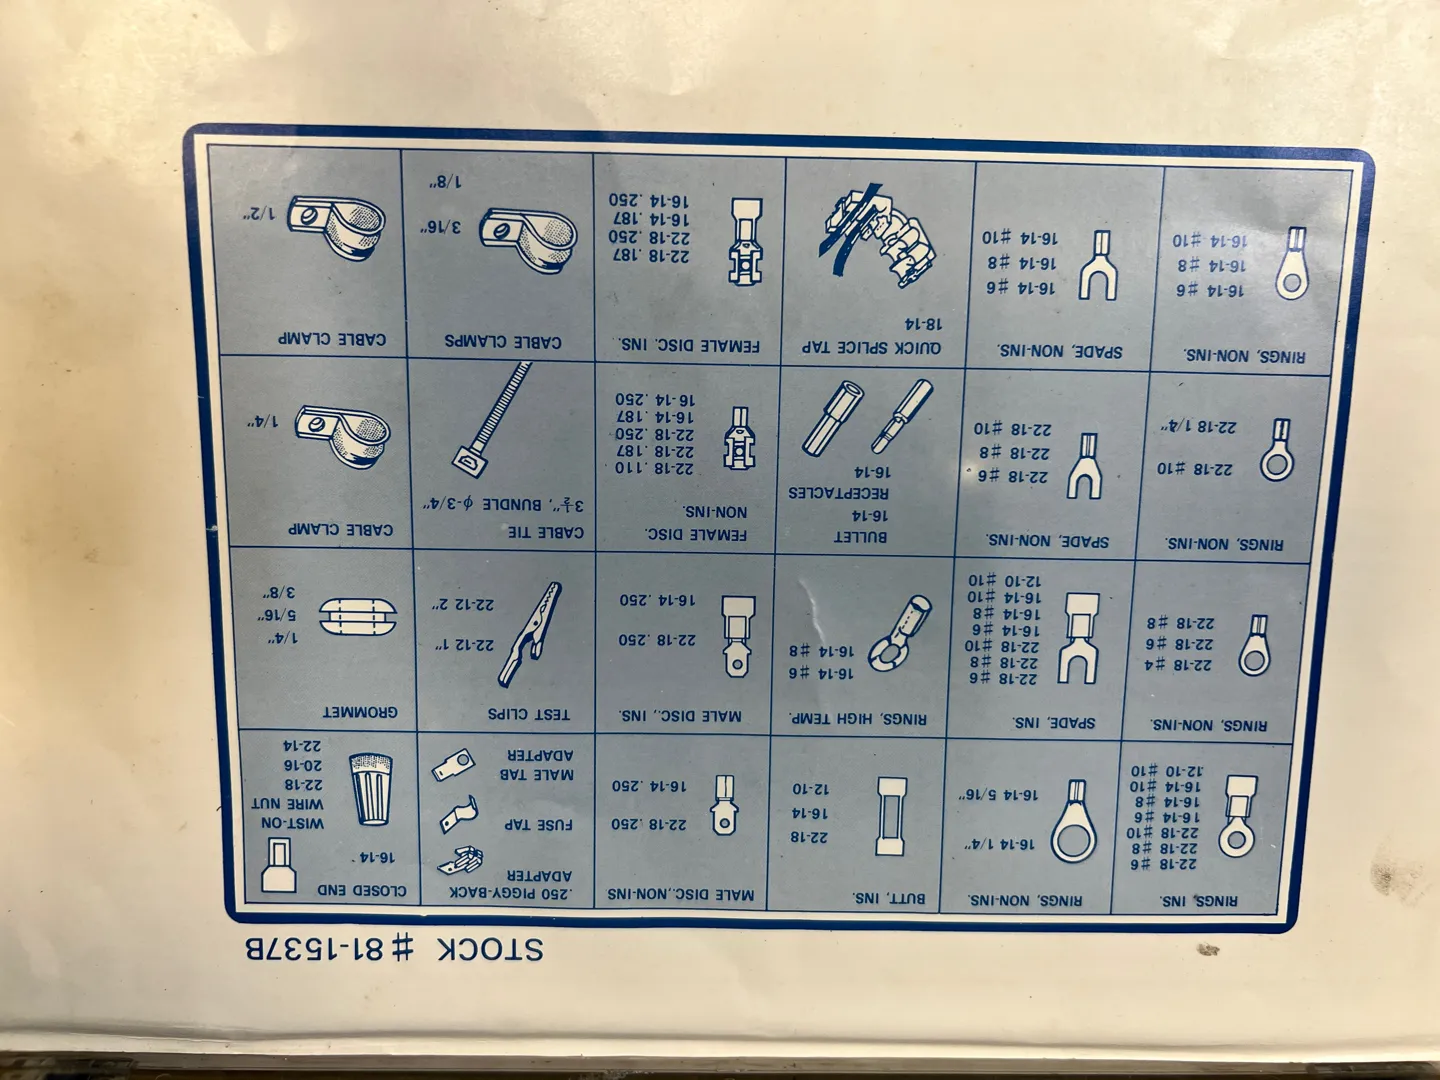 STOCK # 81-1537B
RINGS, INS.
22-18 #6
22-18 #8
22-18 #10
16-14 #6
16-14 #8
16-14 #10
12-10 #10
RINGS, NON-INS.
16-14 1/4"
16-14 5/16"
BUTT, INS.
22-18
16-14
12-10
MALE DISC., NON-INS
22-18 .250
16-14 .250
.250 PIGGY-BACK
ADAPTER
FUSE TAP
MALE TAB
ADAPTER
CLOSED END
16-14
WIST-ON
WIRE NUT
22-18
20-16
22-14
RINGS, NON-INS.
22-18 #4
22-18 #6
22-18 #8
SPADE, INS.
22-18 #6
22-18 #8
22-18 #10
16-14 #6
16-14 #8
16-14 #10
12-10 #10
RINGS, HIGH TEMP.
16-14 #6
16-14 #8
MALE DISC., INS.
22-18 .250
16-14 .250
TEST CLIPS
22-12 1"
22-12 2"
GROMMET
1/4"
5/16"
3/8"
RINGS, NON-INS.
22-18 #10
22-18 1/4"
SPADE, NON-INS.
22-18 #6
22-18 #8
22-18 #10
BULLET
16-14
RECEPTACLES
16-14
FEMALE DISC.
NON-INS.
22-18 .110
22-18 .187
22-18 .250
16-14 .187
16-14 .250
CABLE TIE
3½", BUNDLE φ-3/4"
CABLE CLAMP
1/4"
RINGS, NON-INS.
16-14 #6
16-14 #8
16-14 #10
SPADE, NON-INS.
16-14 #6
16-14 #8
16-14 #10
QUICK SPLICE TAP
18-14
FEMALE DISC. INS.
22-18 .187
22-18 .250
16-14 .187
16-14 .250
CABLE CLAMPS
3/16"
1/8"
CABLE CLAMP
1/2"